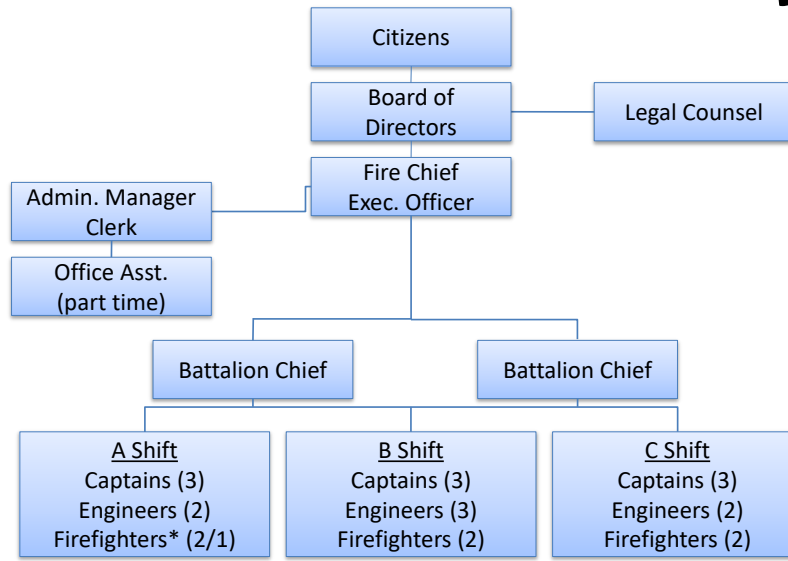 Citizens
Board of
Directors
Legal Counsel
Fire Chief
Exec. Officer
Admin. Manager
Clerk
Office Asst.
(part time)
Battalion Chief
Battalion Chief
A Shift
Captains (3)
Engineers (2)
Firefighters* (2/1)
B Shift
Captains (3)
Engineers (3)
Firefighters (2)
C Shift
Captains (3)
Engineers (2)
Firefighters (2)